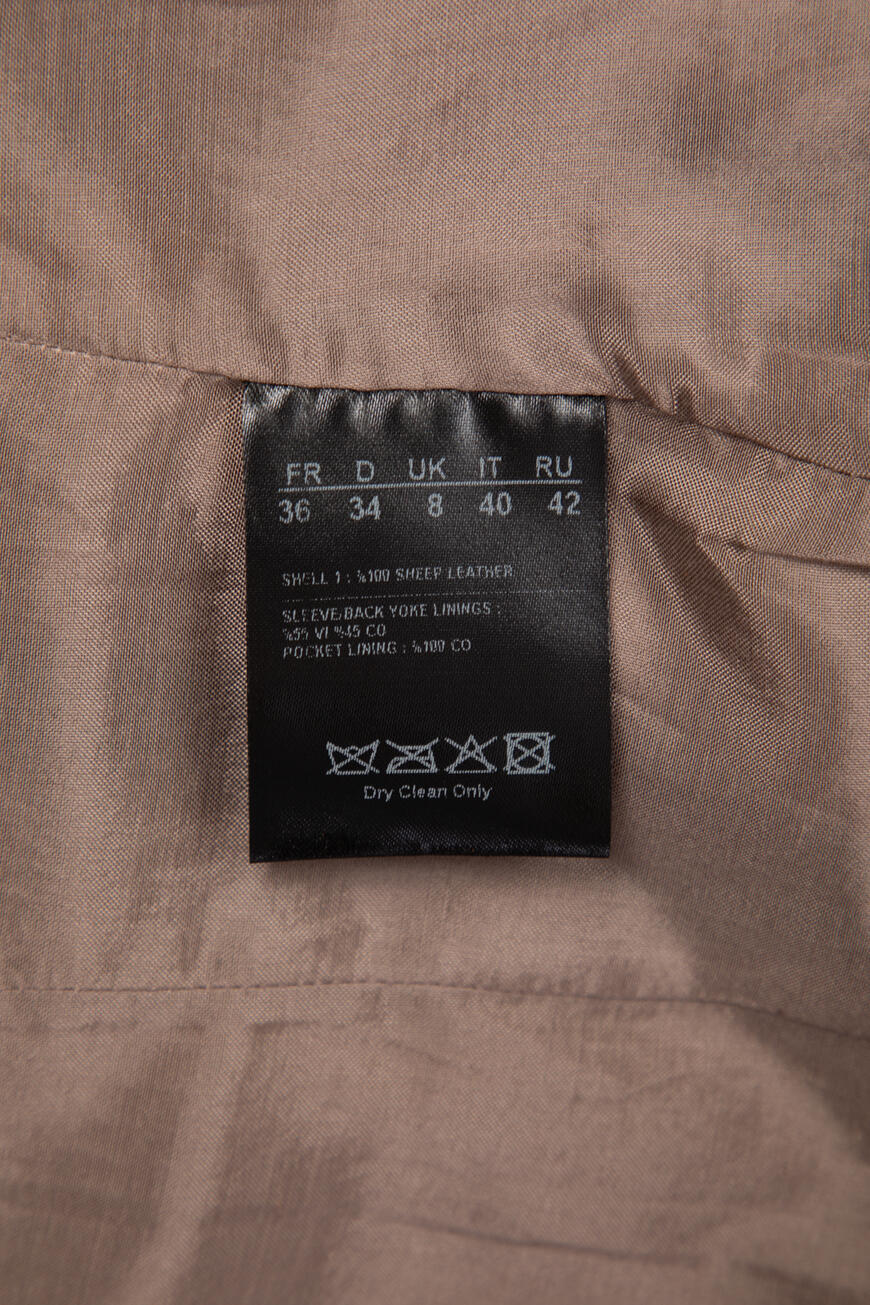 FR D UK IT RU
36 34 8 40 42
SHELL 1 : %100 SHEEP LEATHER
SLEEVE/BACK YOKE LININGS :
%55 VI %45 CO
POCKET LINING : %100 CO
Dry Clean Only